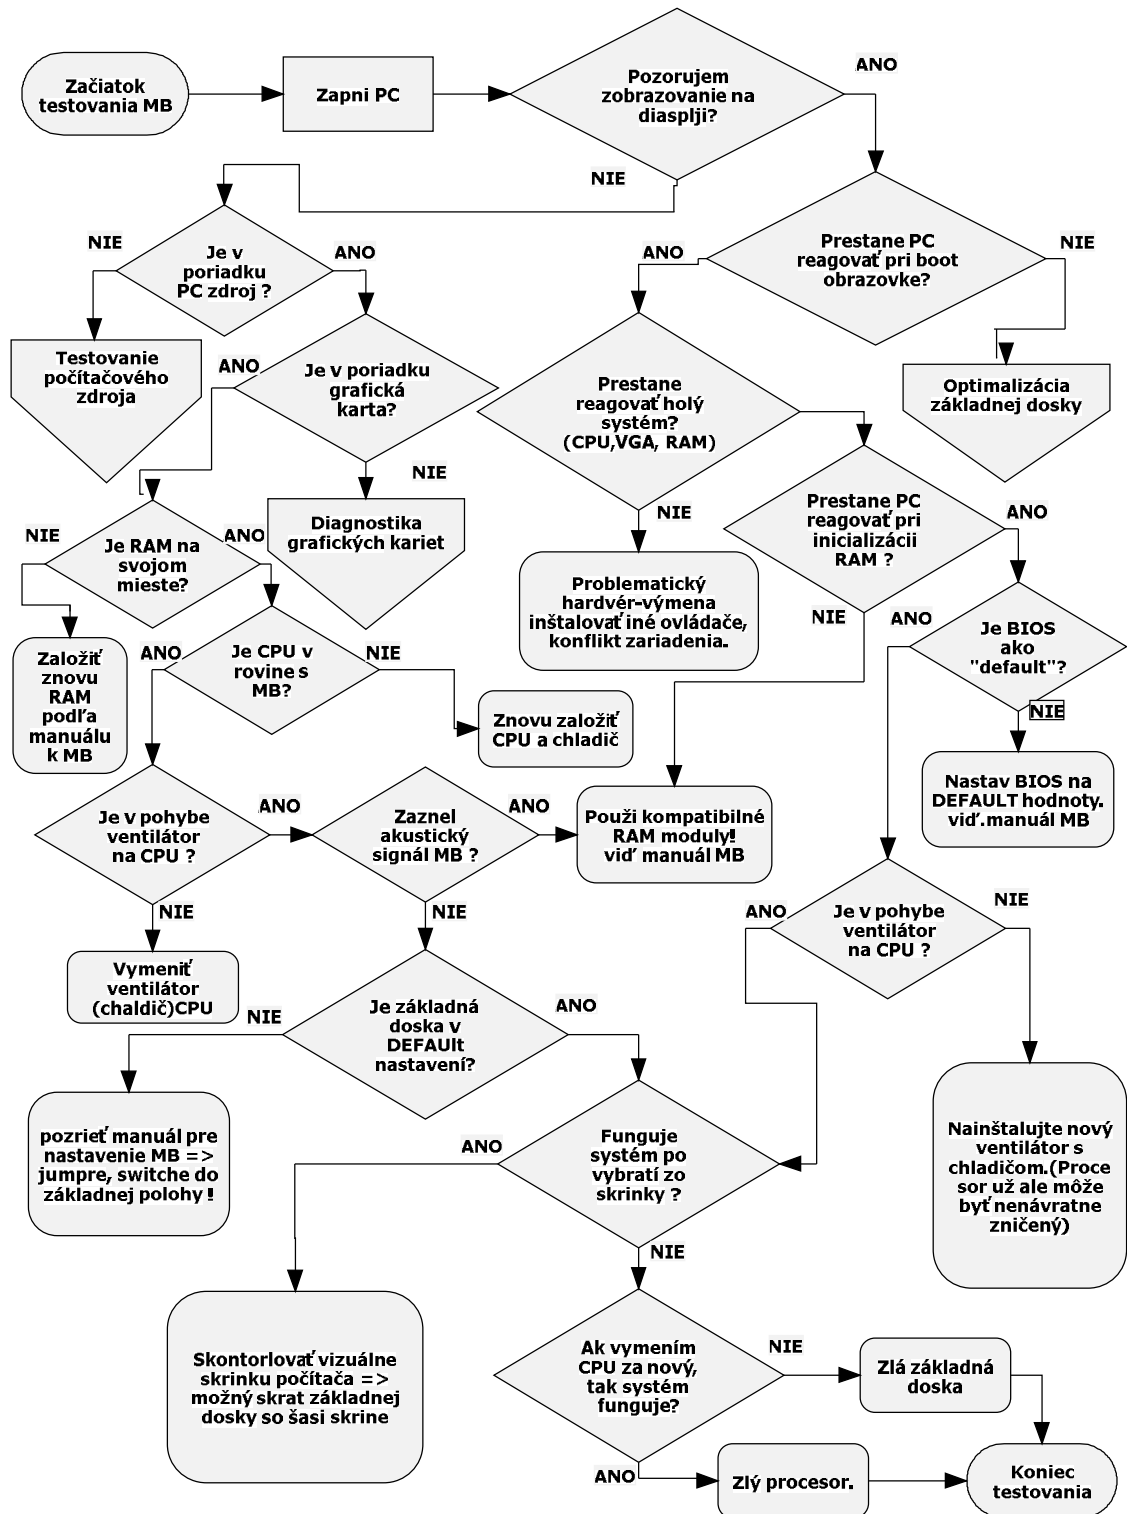 Začiatok
testovania MB
Zapni PC
Pozorujem
zobrazovanie na
diasplji?
ANO
NIE
Prestane PC
reagovať pri boot
obrazovke?
ANO
NIE
Je v
poriadku
PC zdroj ?
NIE
ANO
Testovanie
počítačového
zdroja
Je v poriadku
grafická
karta?
ANO
NIE
Prestane
reagovať holý
systém?
(CPU,VGA, RAM)
NIE
Optimalizácia
základnej dosky
Diagnostika
grafických kariet
Prestane PC
reagovať pri
inicializácii
RAM ?
ANO
NIE
Je RAM na
svojom
mieste?
NIE
ANO
Problematický
hardvér-výmena
inštalovať iné ovládače,
konflikt zariadenia.
Je BIOS
ako
"default"?
ANO
NIE
Založiť
znovu
RAM
podľa
manuálu
k MB
Je CPU v
rovine s
MB?
ANO
NIE
Znovu založiť
CPU a chladič
Nastav BIOS na
DEFAULT hodnoty.
viď.manuál MB
Je v pohybe
ventilátor
na CPU ?
ANO
NIE
Zaznel
akustický
signál MB ?
ANO
NIE
Použi kompatibilné
RAM moduly!
viď manuál MB
Je v pohybe
ventilátor
na CPU ?
ANO
NIE
Vymeniť
ventilátor
(chaldič)CPU
Je základná
doska v
DEFAUlt
nastavení?
NIE
ANO
pozrieť manuál pre
nastavenie MB =>
jumpre, switche do
základnej polohy !
Funguje
systém po
vybratí zo
skrinky ?
ANO
NIE
Nainštalujte nový
ventilátor s
chladičom.(Proce
sor už ale môže
byť nenávratne
zničený)
Skontorlovať vizuálne
skrinku počítača =>
možný skrat základnej
dosky so šasi skrine
Ak vymením
CPU za nový,
tak systém
funguje?
NIE
ANO
Zlá základná
doska
Zlý procesor.
Koniec
testovania